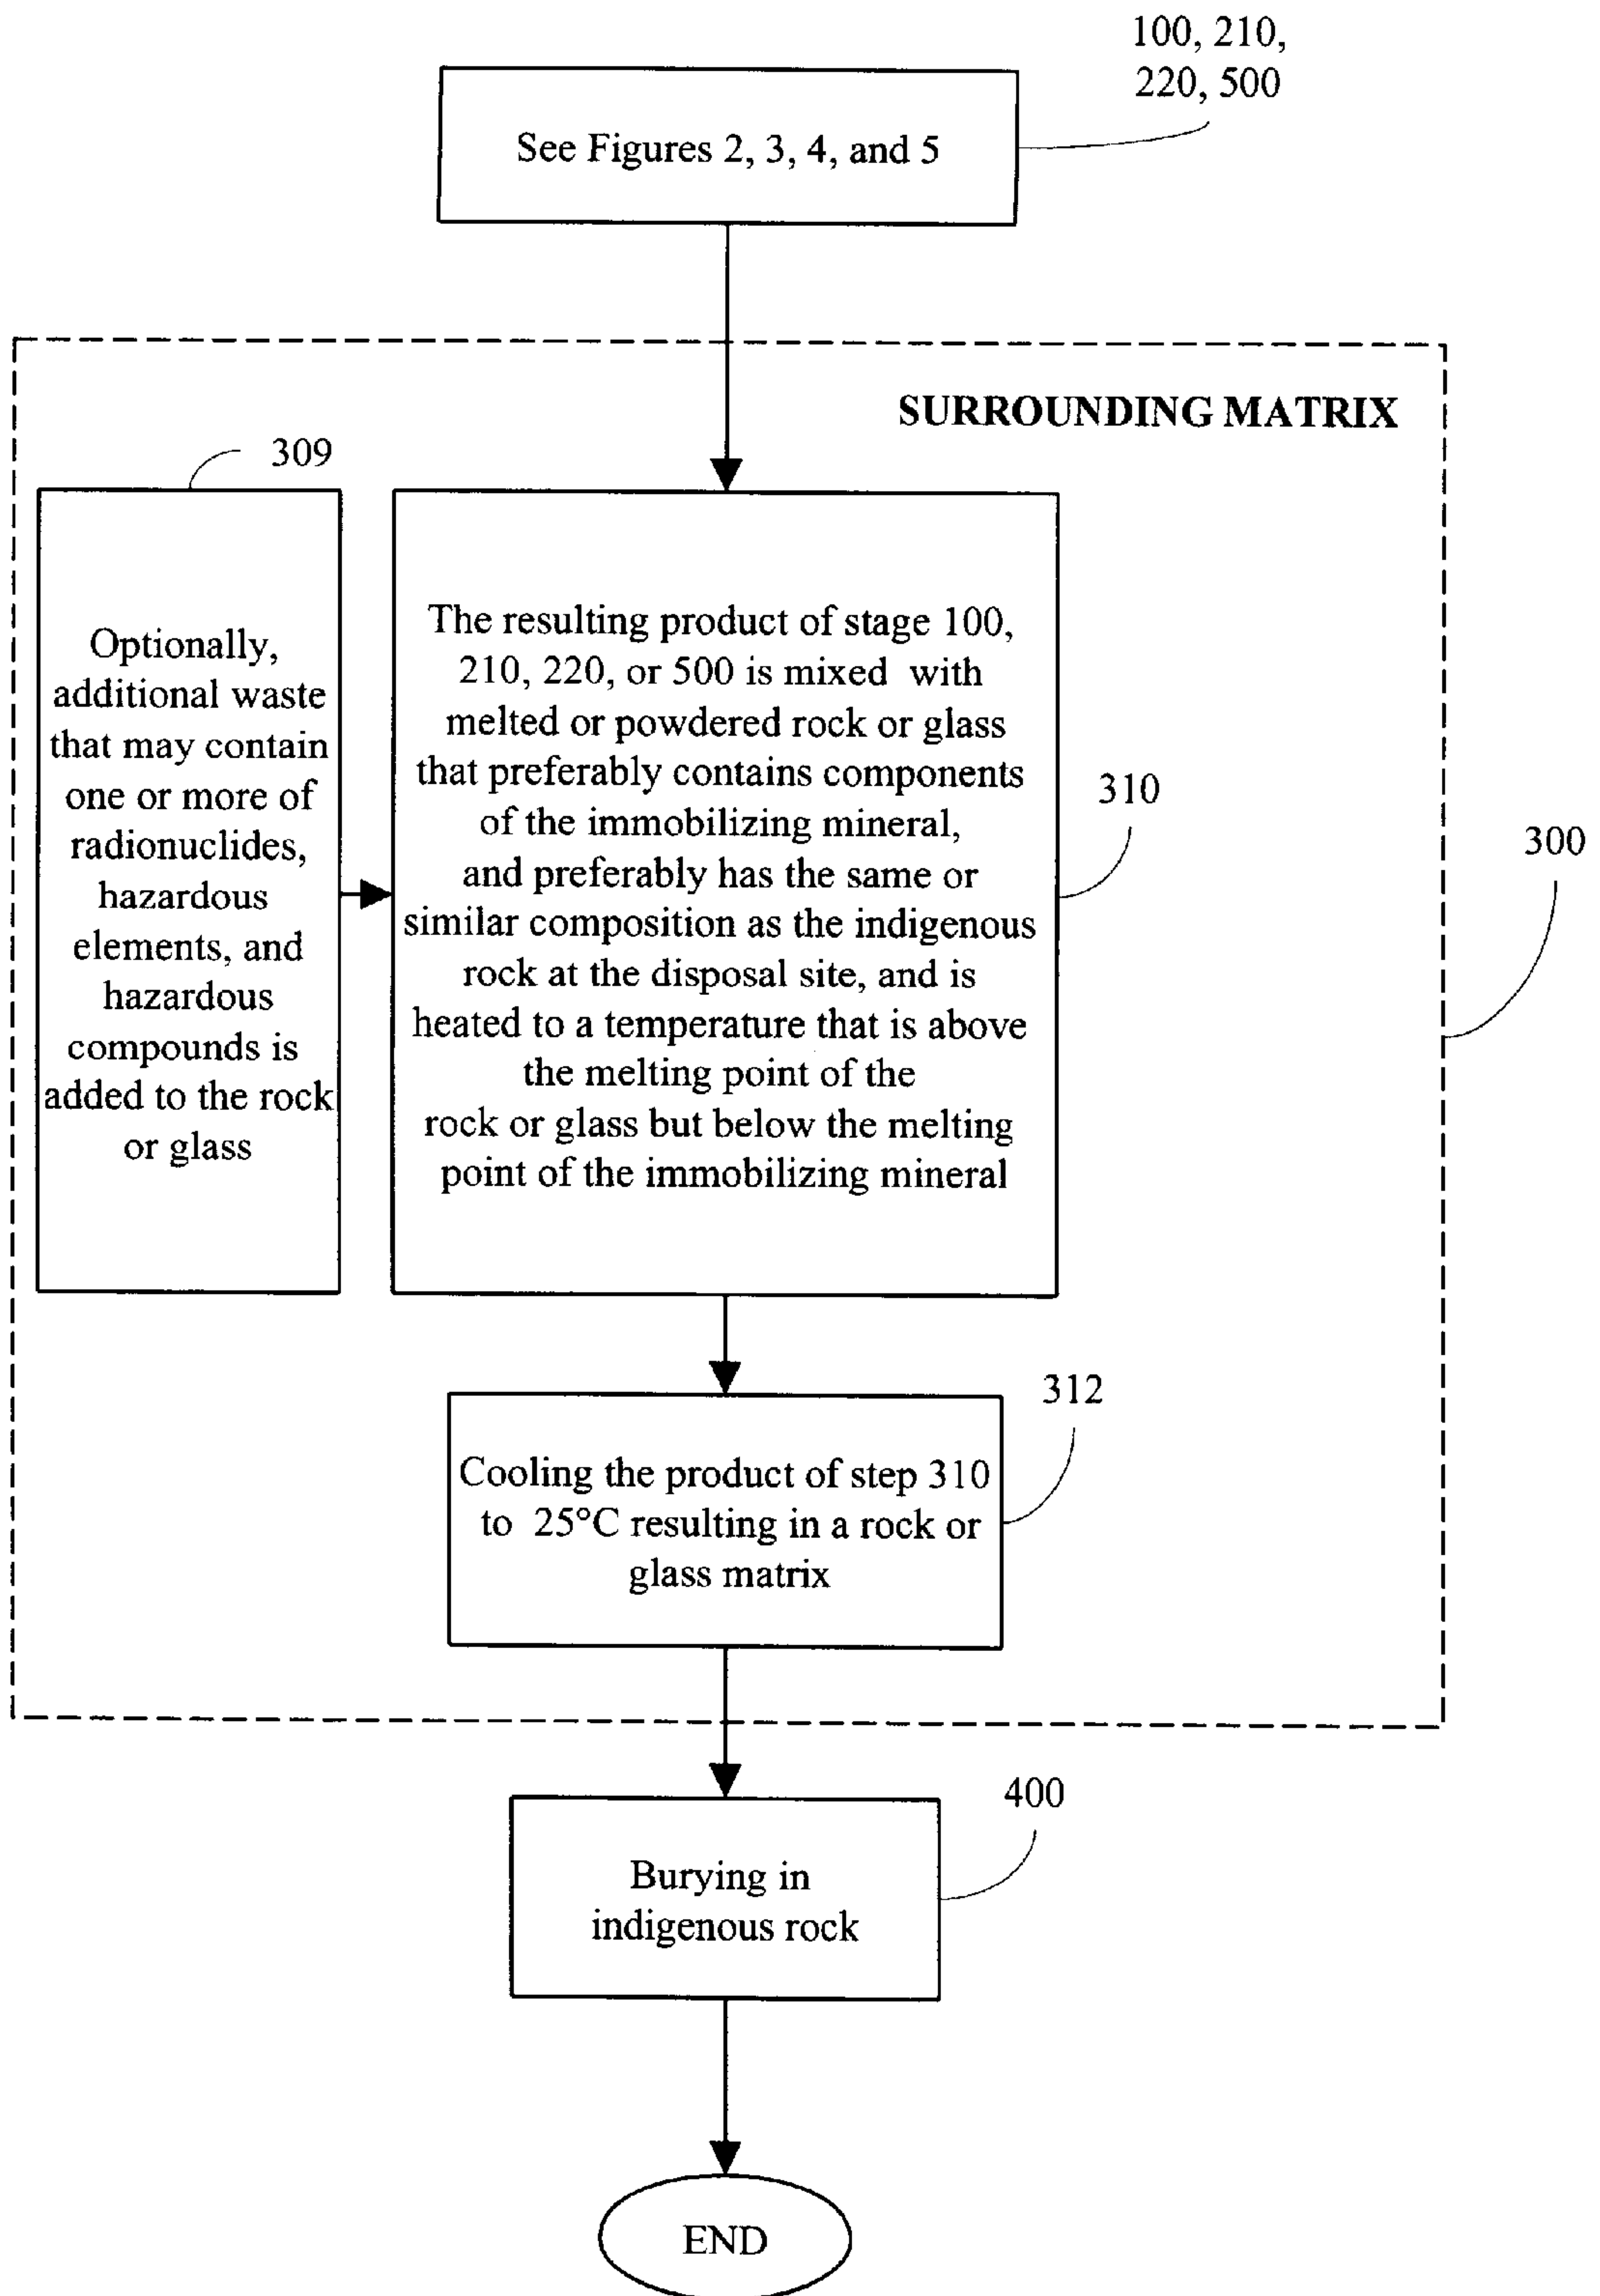 100, 210,
220, 500
See Figures 2, 3, 4, and 5
SURROUNDING MATRIX
309
Optionally,
additional waste
that may contain
one or more of
radionuclides,
hazardous
elements, and
hazardous
compounds is
added to the rock
or glass
The resulting product of stage 100,
210, 220, or 500 is mixed with
melted or powdered rock or glass
that preferably contains components
of the immobilizing mineral,
and preferably has the same or
similar composition as the indigenous
rock at the disposal site, and is
heated to a temperature that is above
the melting point of the
rock or glass but below the melting
point of the immobilizing mineral
310
300
312
Cooling the product of step 310
to 25°C resulting in a rock or
glass matrix
400
Burying in
indigenous rock
END